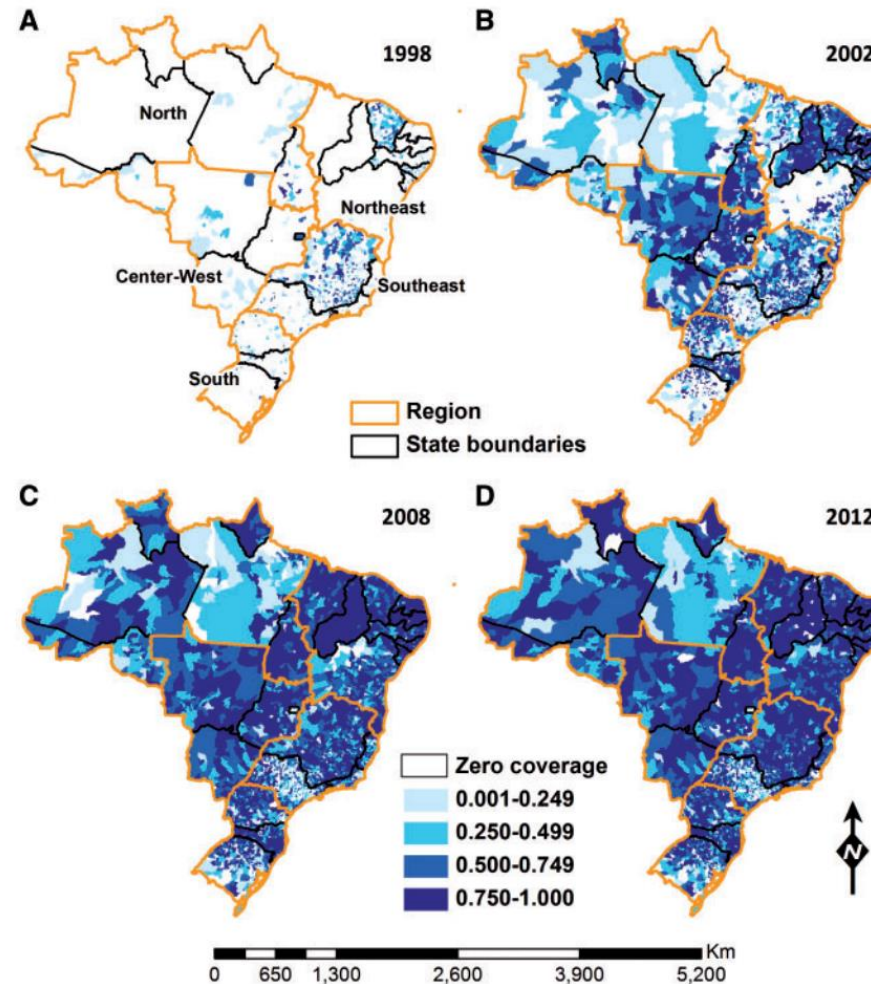 A
1998
North
Northeast
Center-West
Southeast
South
B
2002
Region
State boundaries
C
2008
D
2012
Zero coverage
0.001-0.249
0.250-0.499
0.500-0.749
0.750-1.000
N
Km
0 650 1,300 2,600 3,900 5,200